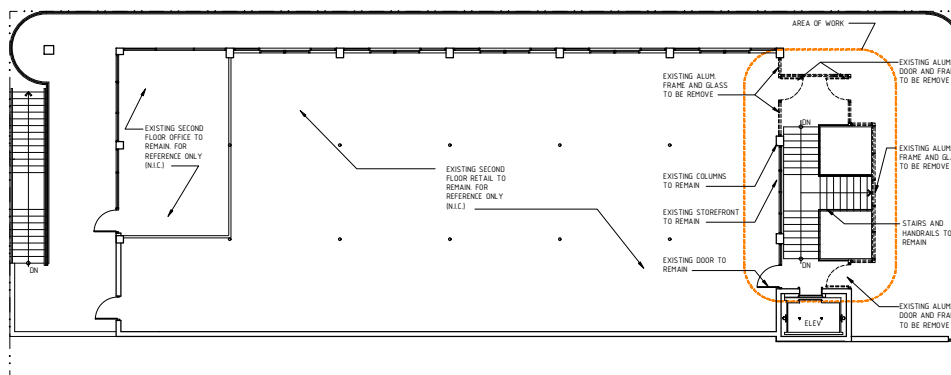 AREA OF WORK
EXISTING ALUM.
FRAME AND GLASS
TO BE REMOVE
EXISTING ALUM
DOOR AND FRAM
TO BE REMOVE
EXISTING SECOND
FLOOR OFFICE TO
REMAIN. FOR
REFERENCE ONLY
(N.I.C.)
EXISTING SECOND
FLOOR RETAIL TO
REMAIN. FOR
REFERENCE ONLY
(N.I.C.)
DN
EXISTING ALUM
FRAME AND GLA
TO BE REMOVE
EXISTING COLUMNS
TO REMAIN
EXISTING STOREFRONT
TO REMAIN
STAIRS AND
HANDRAILS TO
REMAIN
EXISTING DOOR TO
REMAIN
DN
DN
EXISTING ALUM
DOOR AND FRAM
TO BE REMOVE
ELEV